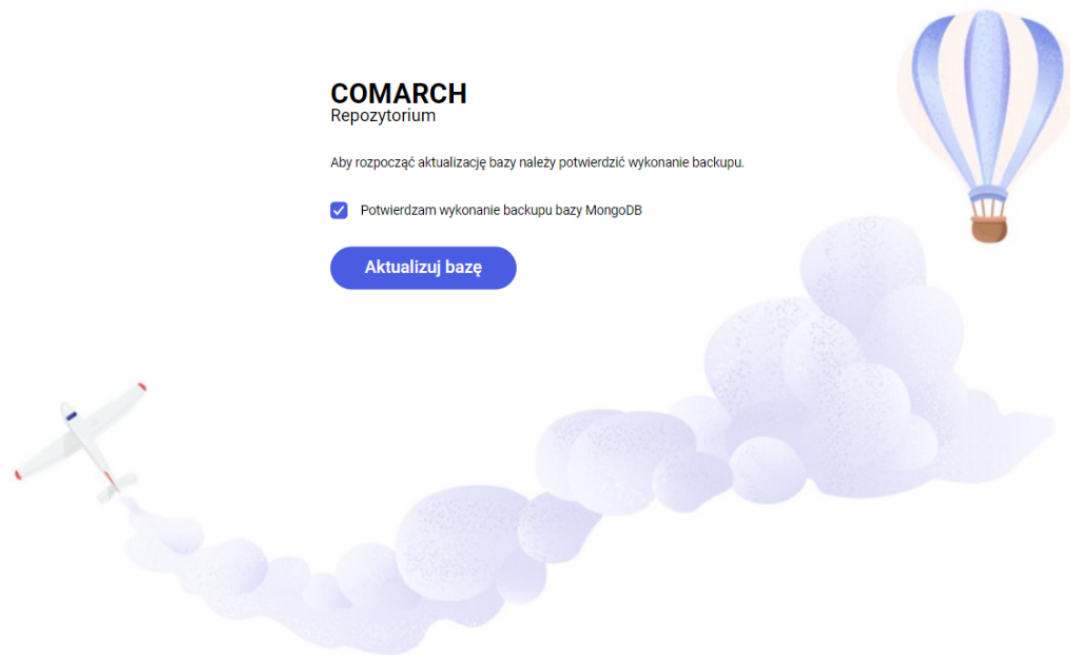 COMARCH
Repozytorium
Aby rozpocząć aktualizację bazy należy potwierdzić wykonanie backupu.
Potwierdzam wykonanie backupu bazy MongoDB
Aktualizuj bazę